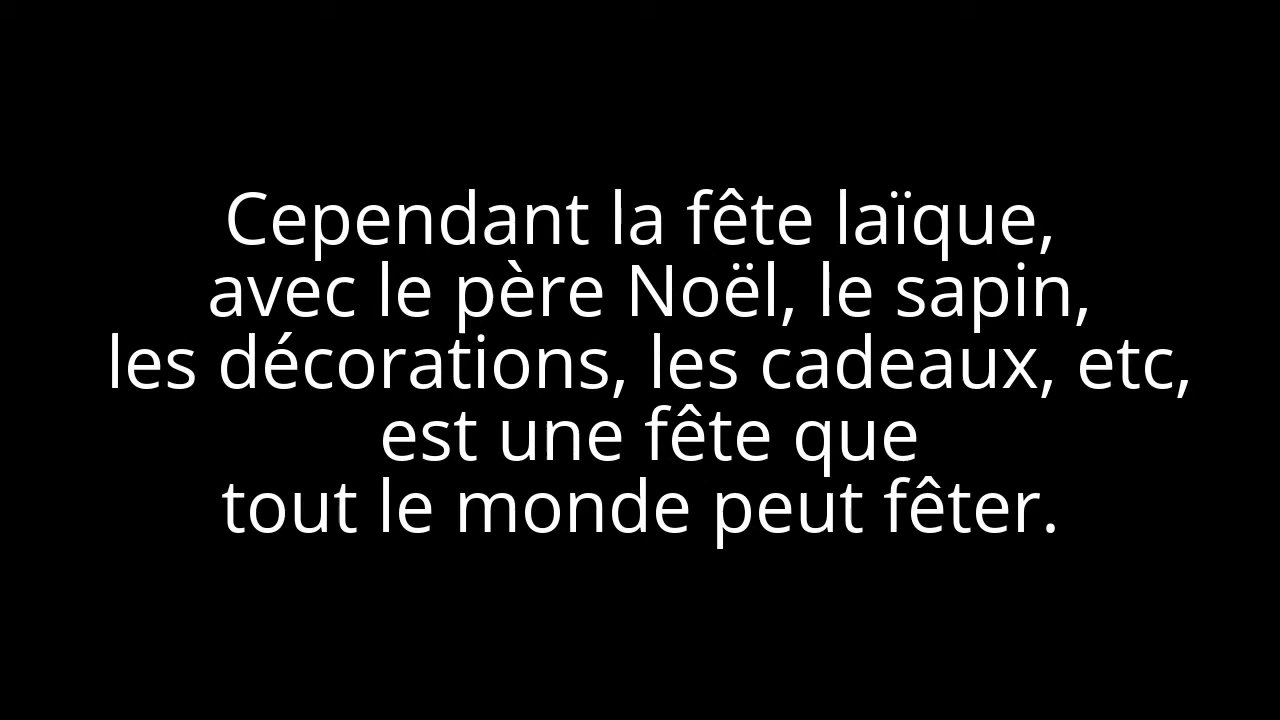 Cependant la fête laïque,
avec le père Noël, le sapin,
les décorations, les cadeaux, etc,
est une fête que
tout le monde peut fêter.